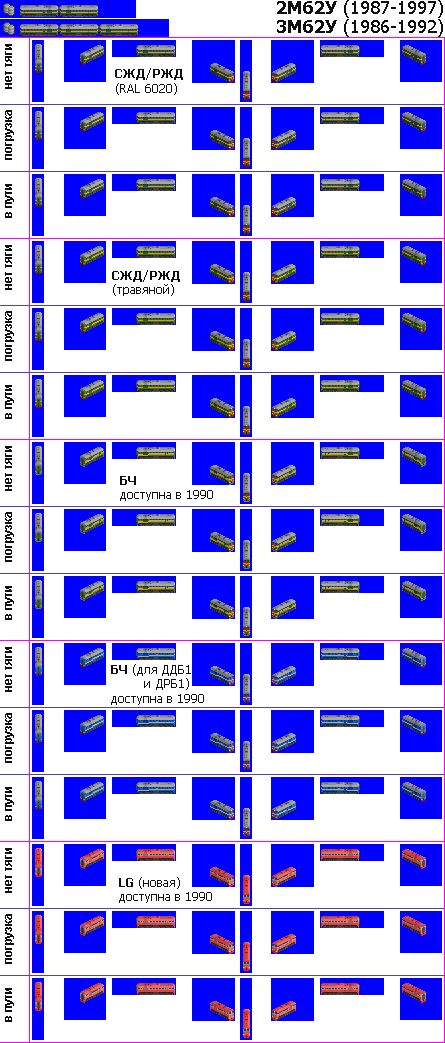 2М62У (1987-1997)
3М62У (1986-1992)
нет тяги
СЖД/РЖД
(RAL 6020)
погрузка
в пути
нет тяги
СЖД/РЖД
(травяной)
погрузка
в пути
нет тяги
БЧ
доступна в 1990
погрузка
в пути
нет тяги
БЧ (для ДДБ1
и ДРБ1)
доступна в 1990
погрузка
в пути
нет тяги
LG (новая)
доступна в 1990
погрузка
в пути